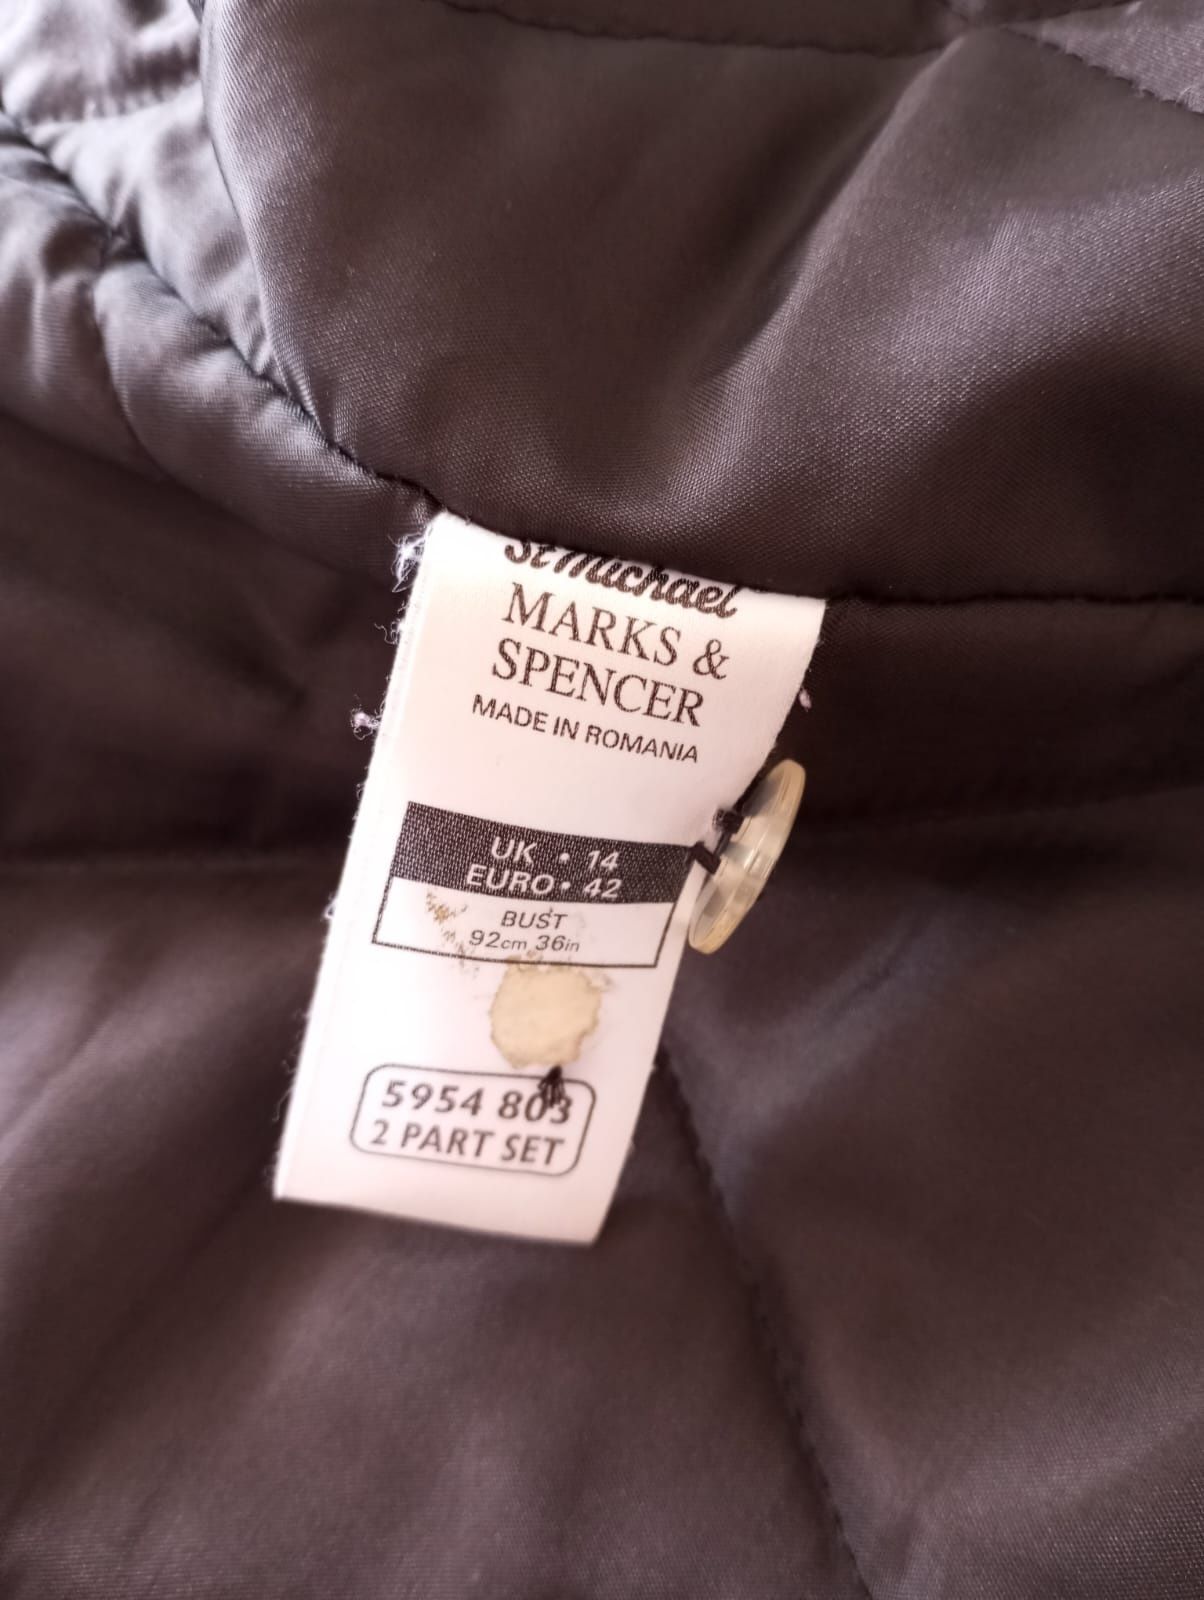 St Michael
MARKS &
SPENCER
MADE IN ROMANIA
UK • 14
EURO • 42
BUST
92cm 36in
5954 803
2 PART SET